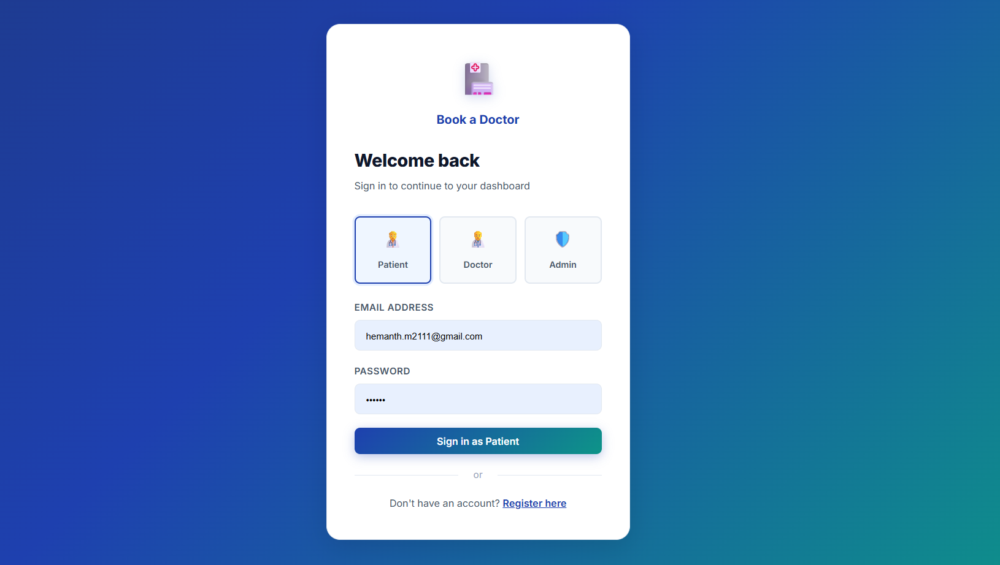 Book a Doctor
Welcome back
Sign in to continue to your dashboard
Patient Doctor Admin
EMAIL ADDRESS
hemanth.m2111@gmail.com
PASSWORD
••••••
Sign in as Patient
or
Don't have an account? Register here